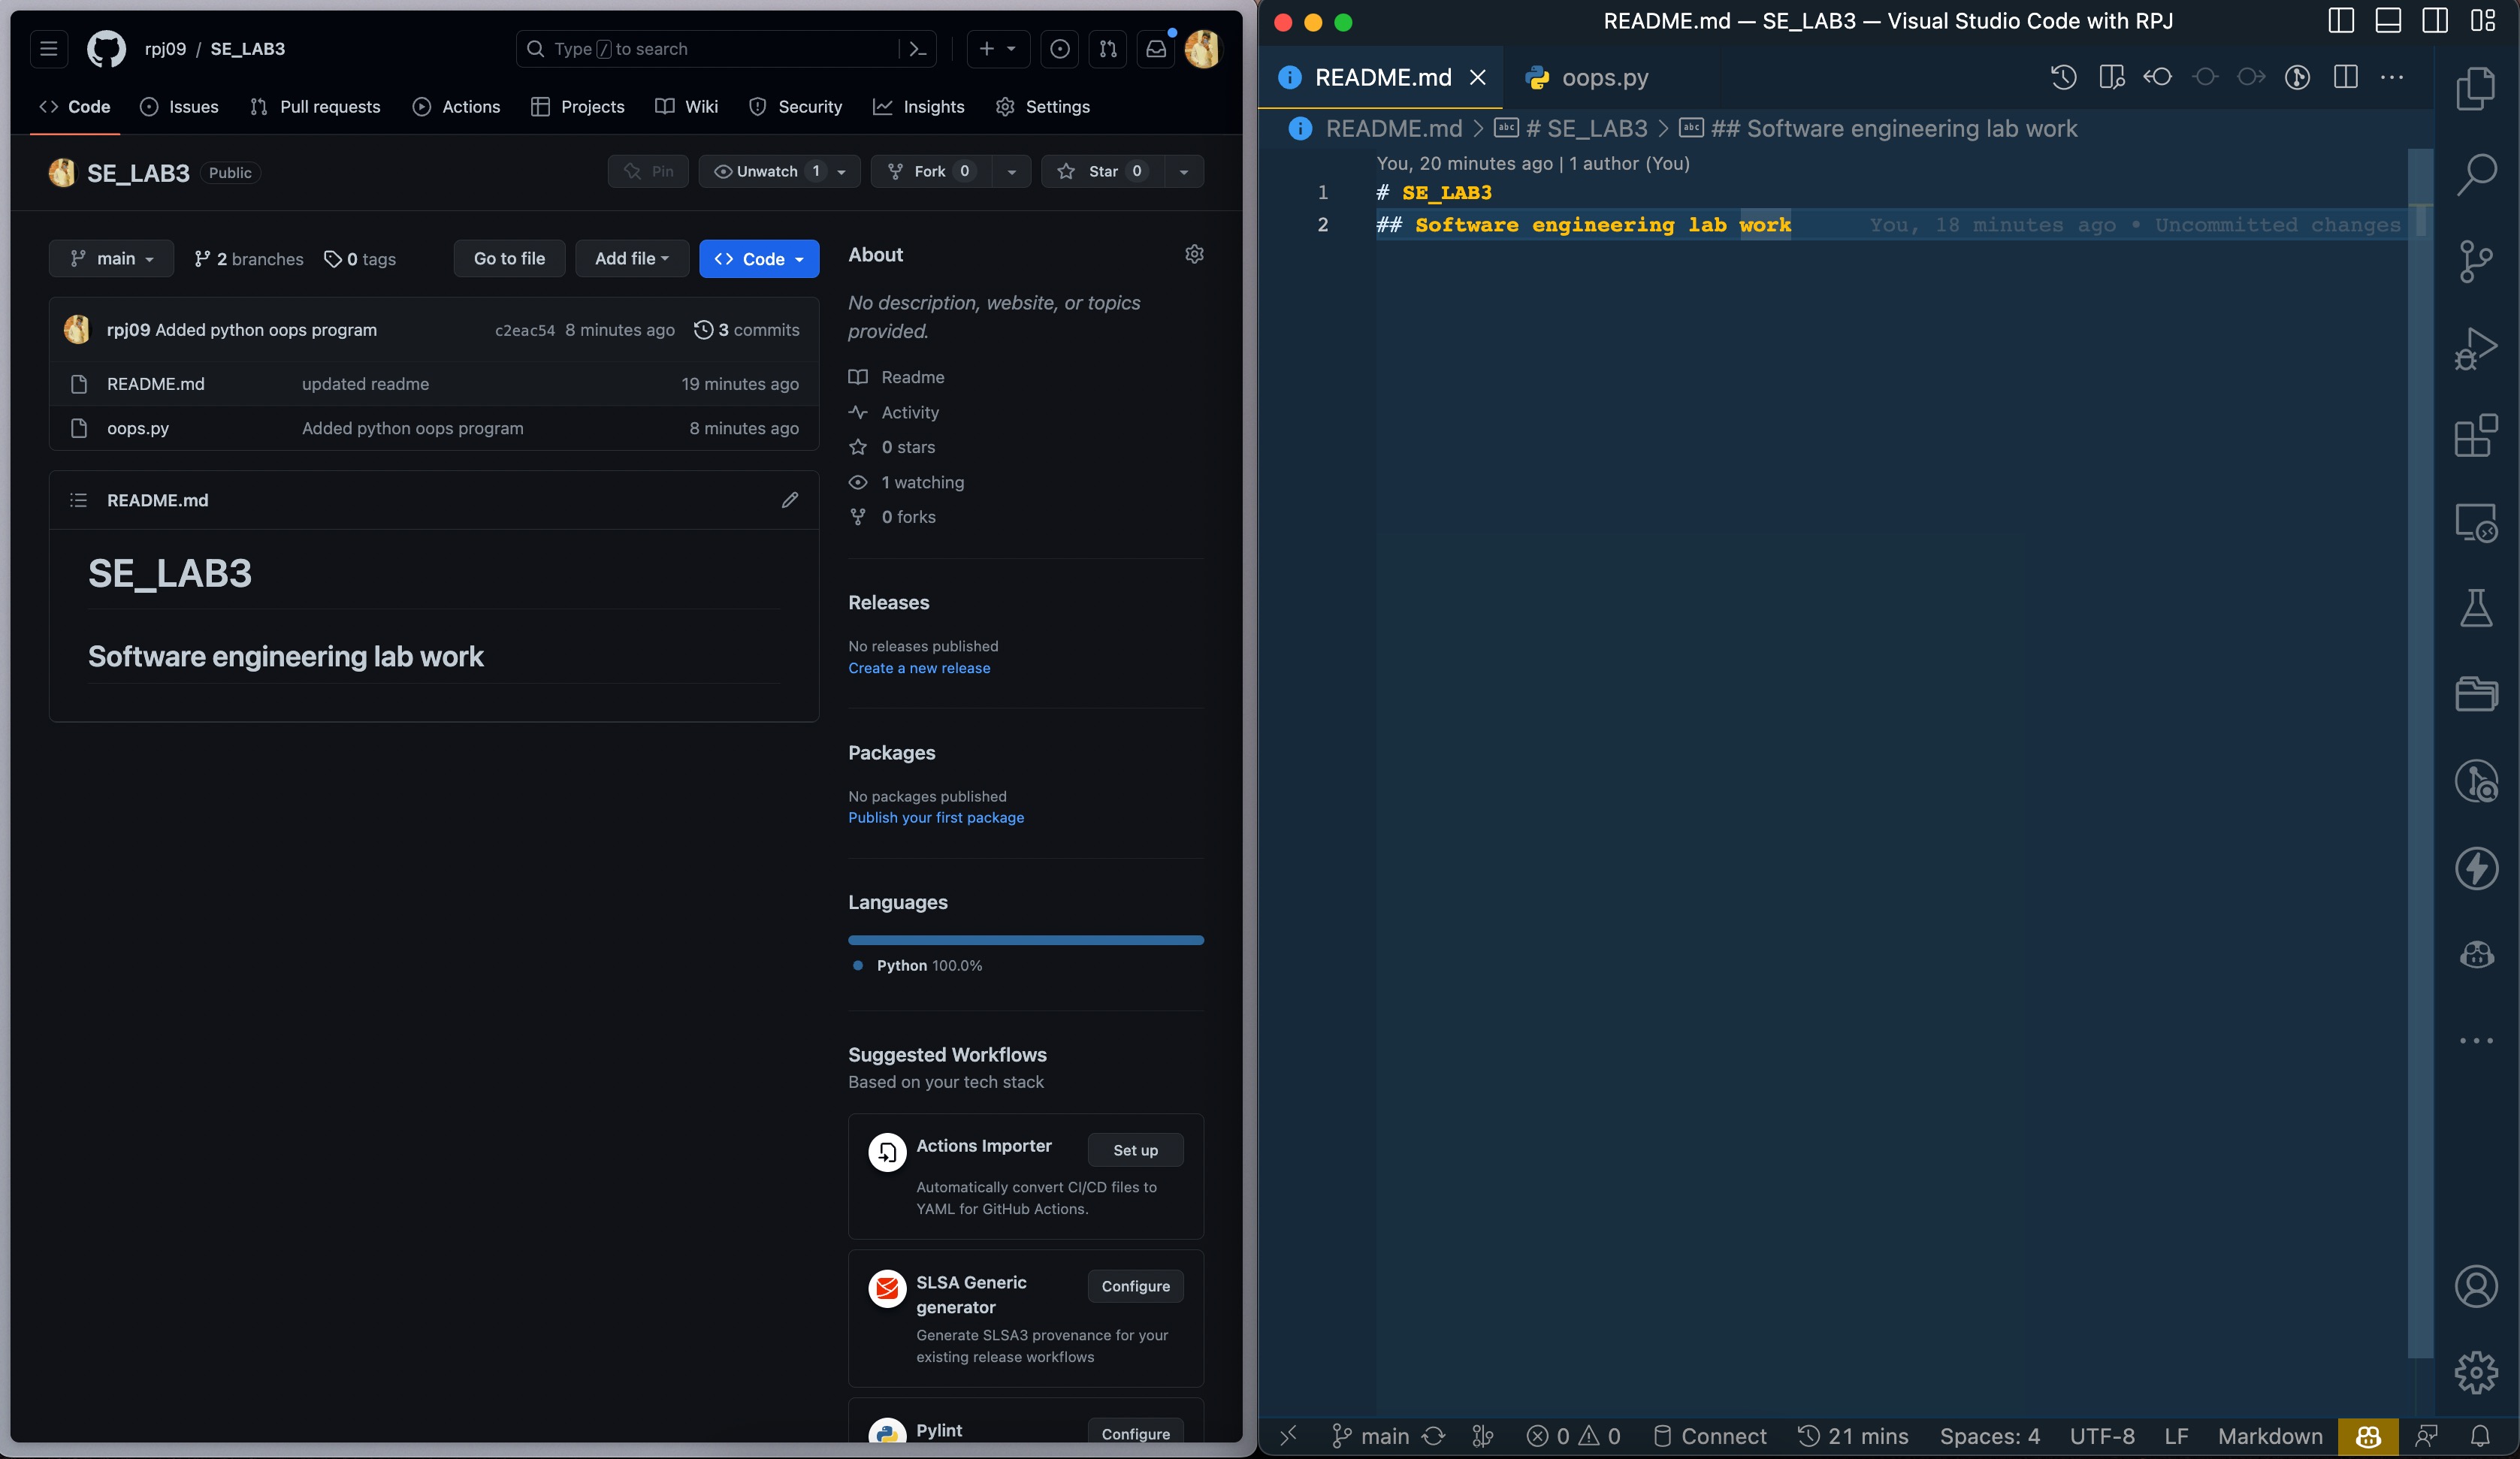 rpj09 / SE_LAB3
Type / to search
Code Issues Pull requests Actions Projects Wiki Security Insights Settings
SE_LAB3 Public
Pin Unwatch 1 Fork 0 Star 0
main 2 branches 0 tags Go to file Add file Code
rpj09 Added python oops program c2eac54 8 minutes ago 3 commits
README.md updated readme 19 minutes ago
oops.py Added python oops program 8 minutes ago
README.md
SE_LAB3
Software engineering lab work
About
No description, website, or topics
provided.
Readme
Activity
0 stars
1 watching
0 forks
Releases
No releases published
Create a new release
Packages
No packages published
Publish your first package
Languages
Python 100.0%
Suggested Workflows
Based on your tech stack
Actions Importer Set up
Automatically convert CI/CD files to
YAML for GitHub Actions.
SLSA Generic
generator
Configure
Generate SLSA3 provenance for your
existing release workflows
Pylint Configure
README.md — SE_LAB3 — Visual Studio Code with RPJ
README.md oops.py
README.md > abc # SE_LAB3 > abc ## Software engineering lab work
You, 20 minutes ago | 1 author (You)
1 # SE_LAB3
2 ## Software engineering lab work You, 18 minutes ago • Uncommitted changes
main 0 0 Connect 21 mins Spaces: 4 UTF-8 LF Markdown